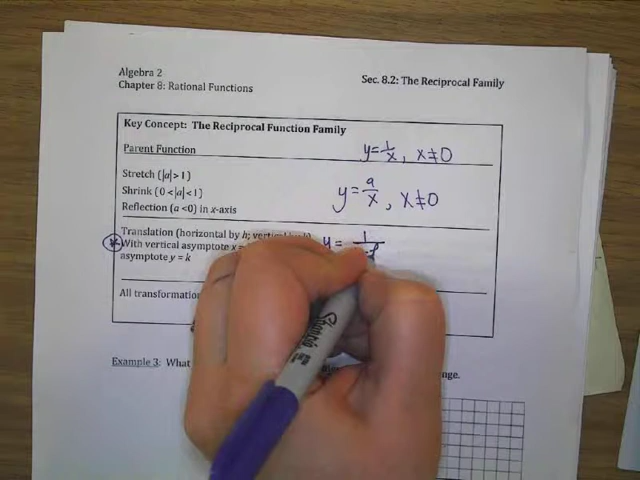 Algebra 2
Chapter 8: Rational Functions
Sec. 8.2: The Reciprocal Family
Key Concept: The Reciprocal Function Family
Parent Function
y=1/x, x≠0
Stretch (|a|>1)
Shrink (0<|a|<1)
Reflection (a<0) in x-axis
y=a/x, x≠0
Translation (horizontal by h; vertical
With vertical asymptote x =
asymptote y = k
y = 1
All
Example 3: What
Sharpie